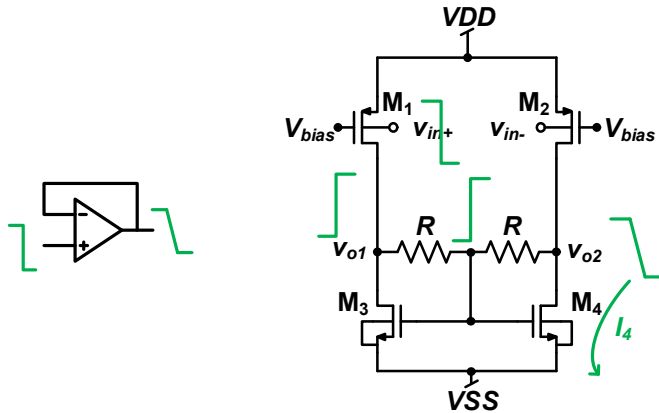 VDD
M1
M2
Vbias
vin+
vin-
Vbias
R
R
vo1
vo2
M3
M4
I4
VSS
-
+